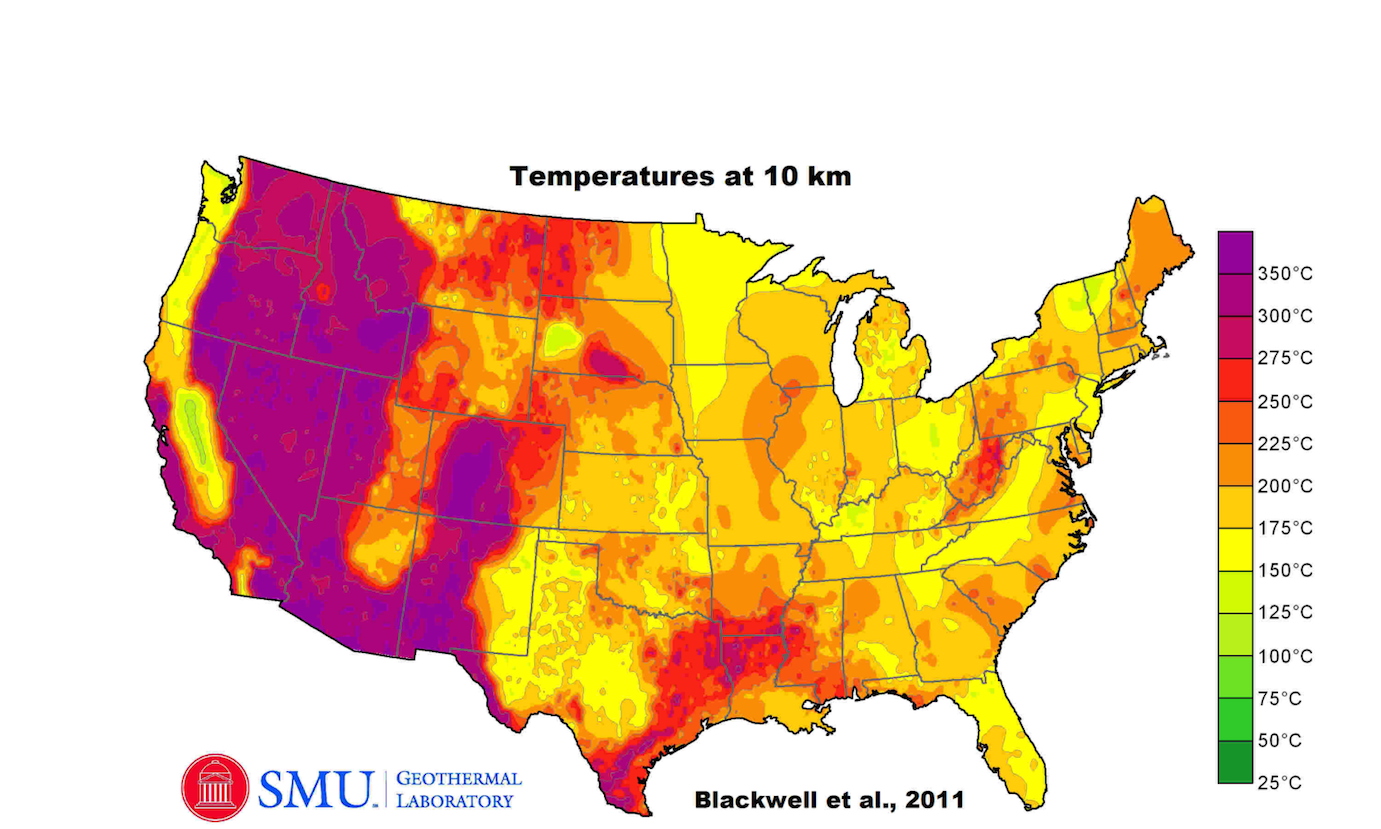 Temperatures at 10 km
350°C
300°C
275°C
250°C
225°C
200°C
175°C
150°C
125°C
100°C
75°C
50°C
25°C
SMU™ GEOTHERMAL
LABORATORY
Blackwell et al., 2011